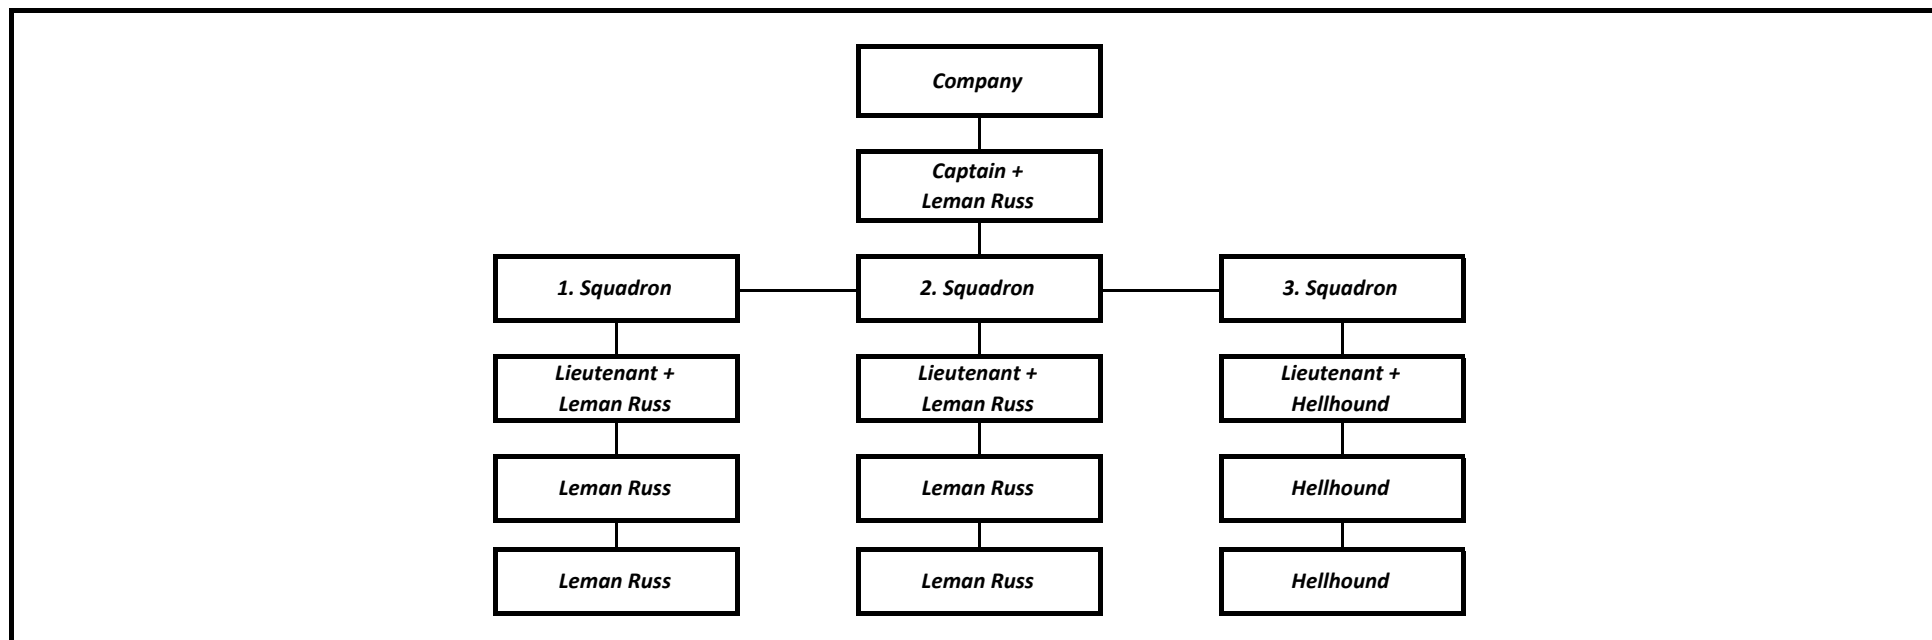 Company
Captain +
Leman Russ
1. Squadron
2. Squadron
3. Squadron
Lieutenant +
Leman Russ
Lieutenant +
Leman Russ
Lieutenant +
Hellhound
Leman Russ
Leman Russ
Hellhound
Leman Russ
Leman Russ
Hellhound